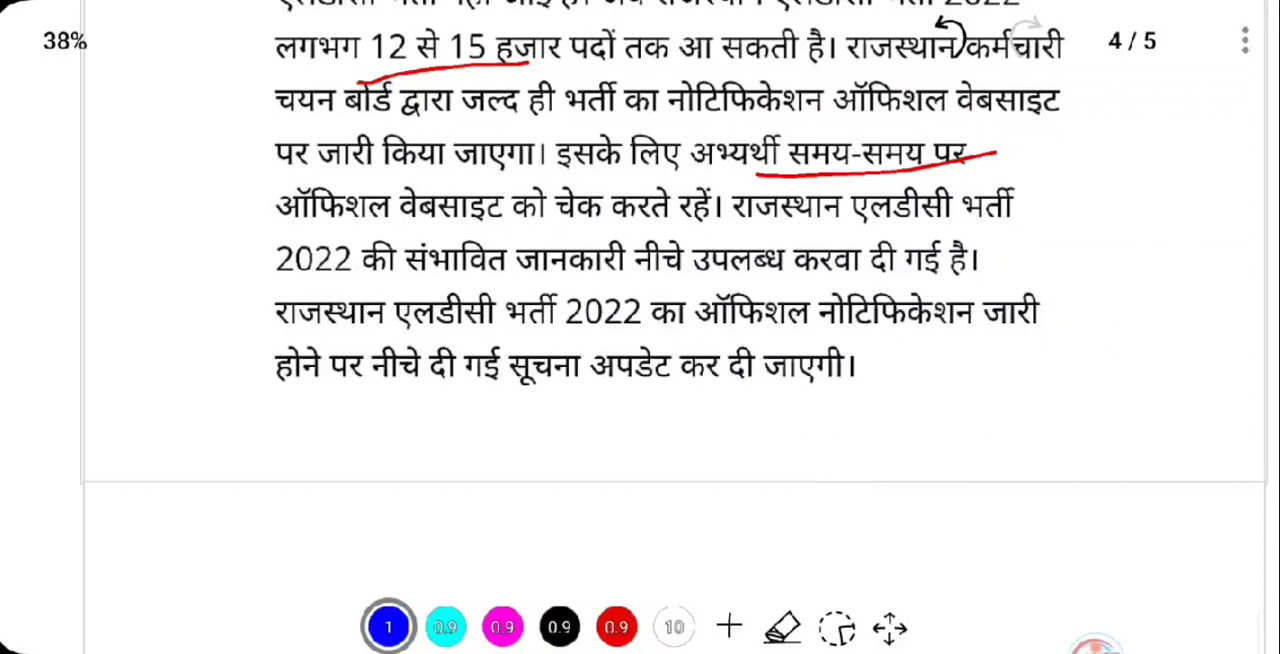 2022
38%
लगभग 12 से 15 हजार पदों तक आ सकती है। राजस्थान कर्मचारी
4 / 5
चयन बोर्ड द्वारा जल्द ही भर्ती का नोटिफिकेशन ऑफिशल वेबसाइट
पर जारी किया जाएगा। इसके लिए अभ्यर्थी समय-समय पर
ऑफिशल वेबसाइट को चेक करते रहें। राजस्थान एलडीसी भर्ती
2022 की संभावित जानकारी नीचे उपलब्ध करवा दी गई है।
राजस्थान एलडीसी भर्ती 2022 का ऑफिशल नोटिफिकेशन जारी
होने पर नीचे दी गई सूचना अपडेट कर दी जाएगी।
1 0.9 0.9 0.9 0.9 10